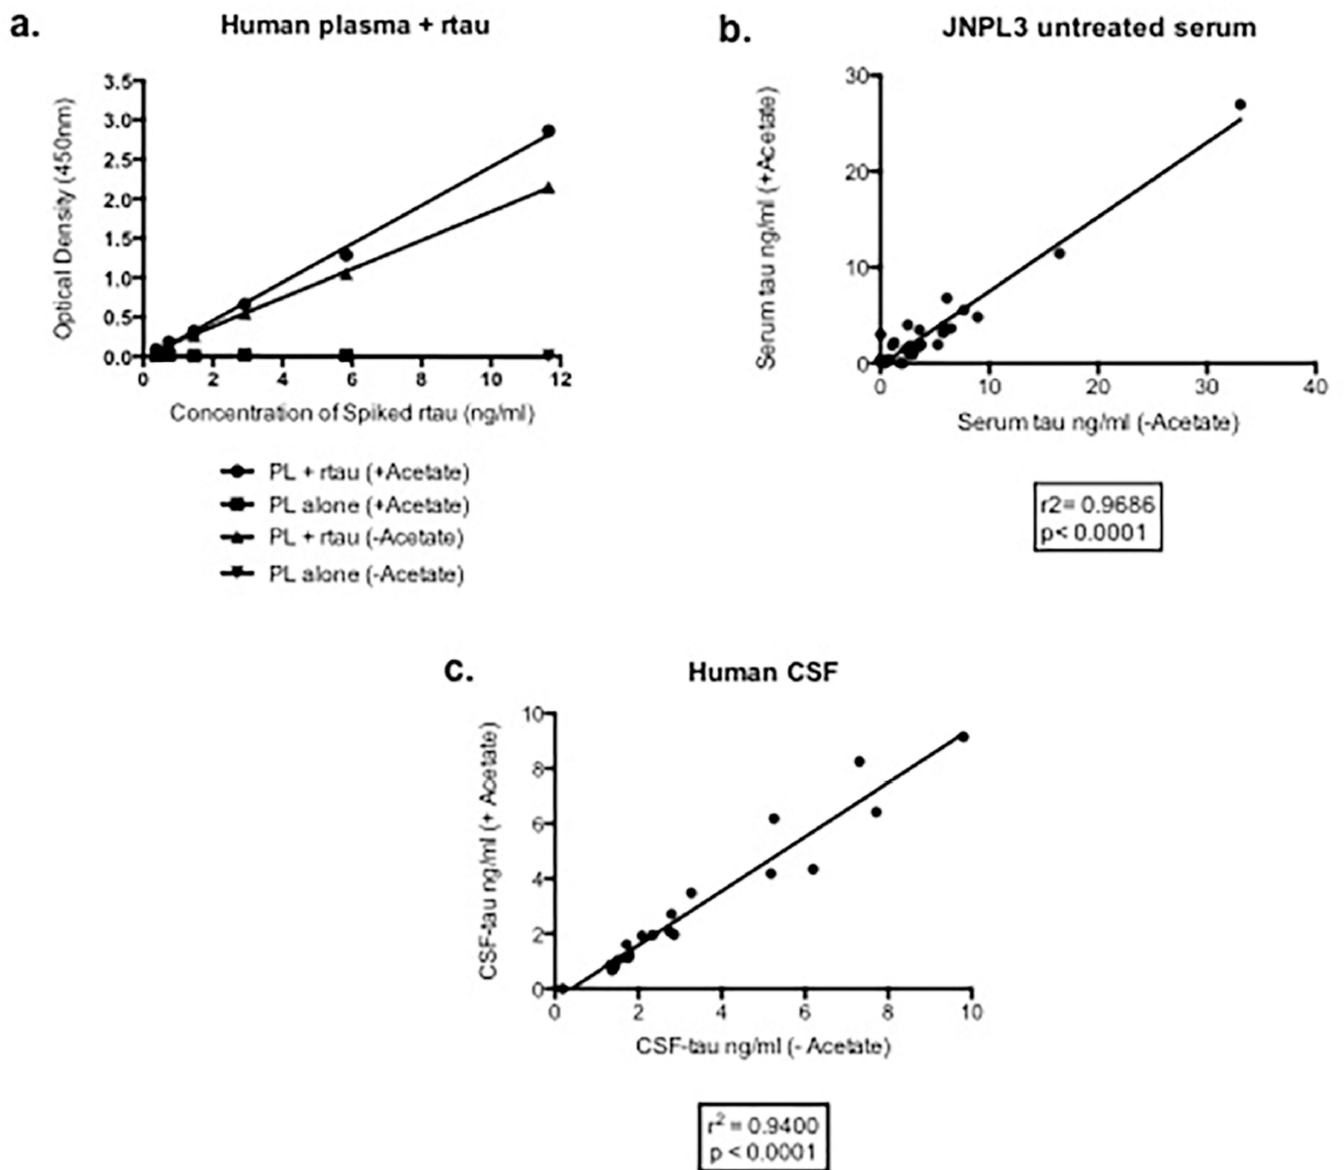 a.
Human plasma + rtau
Optical Density (450nm)
3.5
3.0
2.5
2.0
1.5
1.0
0.5
0.0
0 2 4 6 8 10 12
Concentration of Spiked rtau (ng/ml)
PL + rtau (+Acetate)
PL alone (+Acetate)
PL + rtau (-Acetate)
PL alone (-Acetate)
b.
JNPL3 untreated serum
Serum tau ng/ml (+Acetate)
30
20
10
0
0 10 20 30 40
Serum tau ng/ml (-Acetate)
r2= 0.9686
p< 0.0001
c.
Human CSF
CSF-tau ng/ml (+ Acetate)
10
8
6
4
2
0
0 2 4 6 8 10
CSF-tau ng/ml (- Acetate)
r² = 0.9400
p < 0.0001